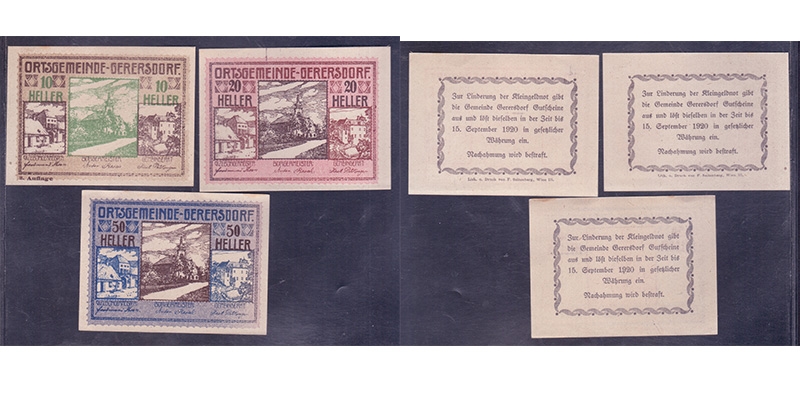 ORTSGEMEINDE-GERERSDORF.
10 10
HELLER HELLER
2. Auflage
ORTSGEMEINDE-GERERSDORF.
20 20
HELLER HELLER
BÜRGERMEISTER
ORTSGEMEINDE-GERERSDORF.
50 50
HELLER HELLER
BÜRGERMEISTER
Zur Linderung der Kleingeldnot gibt
die Gemeinde Gerersdorf Gutscheine
aus und löst dieselben in der Zeit bis
15. September 1920 in gesetzlicher
Währung ein.
Nachahmung wird bestraft.
Zur Linderung der Kleingeldnot gibt
die Gemeinde Gerersdorf Gutscheine
aus und löst dieselben in der Zeit bis
15. September 1920 in gesetzlicher
Währung ein.
Nachahmung wird bestraft.
Zur Linderung der Kleingeldnot gibt
die Gemeinde Gerersdorf Gutscheine
aus und löst dieselben in der Zeit bis
15. September 1920 in gesetzlicher
Währung ein.
Nachahmung wird bestraft.